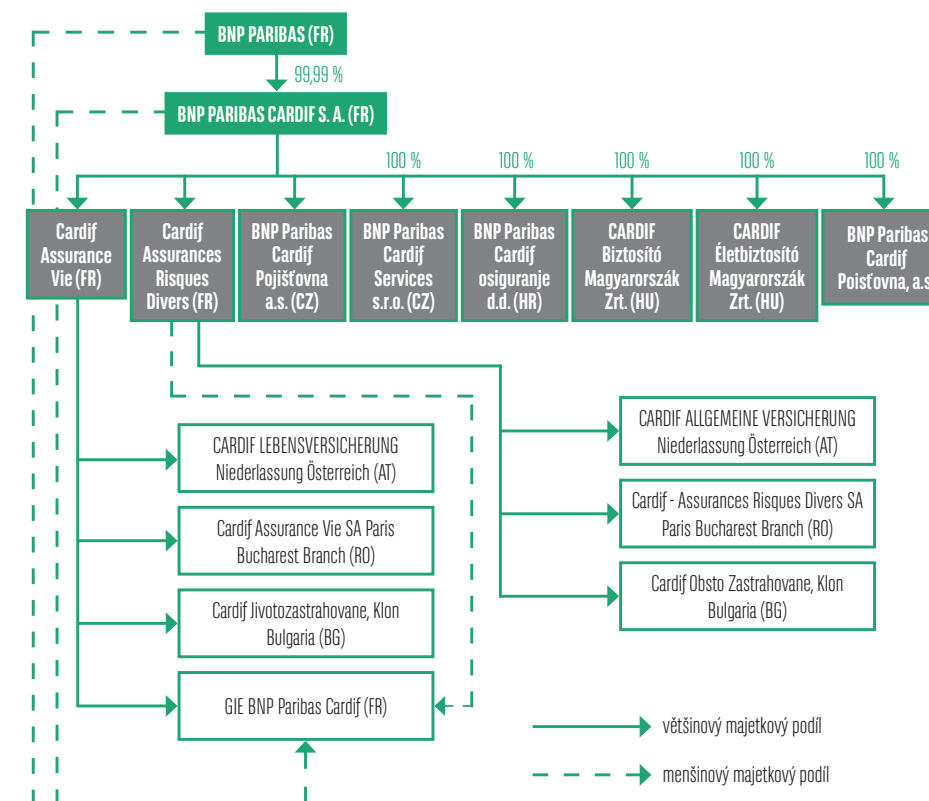 BNP PARIBAS (FR)
99,99 %
BNP PARIBAS CARDIF S. A. (FR)
100 %
100 %
100 %
100 %
100 %
Cardif
Assurance
Vie (FR)
Cardif
Assurances
Risques
Divers (FR)
BNP Paribas
Cardif
Pojišťovna
a.s. (CZ)
BNP Paribas
Cardif
Services
s.r.o. (CZ)
BNP Paribas
Cardif
osiguranje
d.d. (HR)
CARDIF
Biztosító
Magyarorszák
Zrt. (HU)
CARDIF
Életbiztosító
Magyarorszák
Zrt. (HU)
BNP Paribas
Cardif
Poisťovna, a.s
CARDIF LEBENSVERSICHERUNG
Niederlassung Österreich (AT)
Cardif Assurance Vie SA Paris
Bucharest Branch (RO)
Cardif Jivotozastrahovane, Klon
Bulgaria (BG)
GIE BNP Paribas Cardif (FR)
CARDIF ALLGEMEINE VERSICHERUNG
Niederlassung Österreich (AT)
Cardif - Assurances Risques Divers SA
Paris Bucharest Branch (RO)
Cardif Obsto Zastrahovane, Klon
Bulgaria (BG)
většinový majetkový podíl
menšinový majetkový podíl